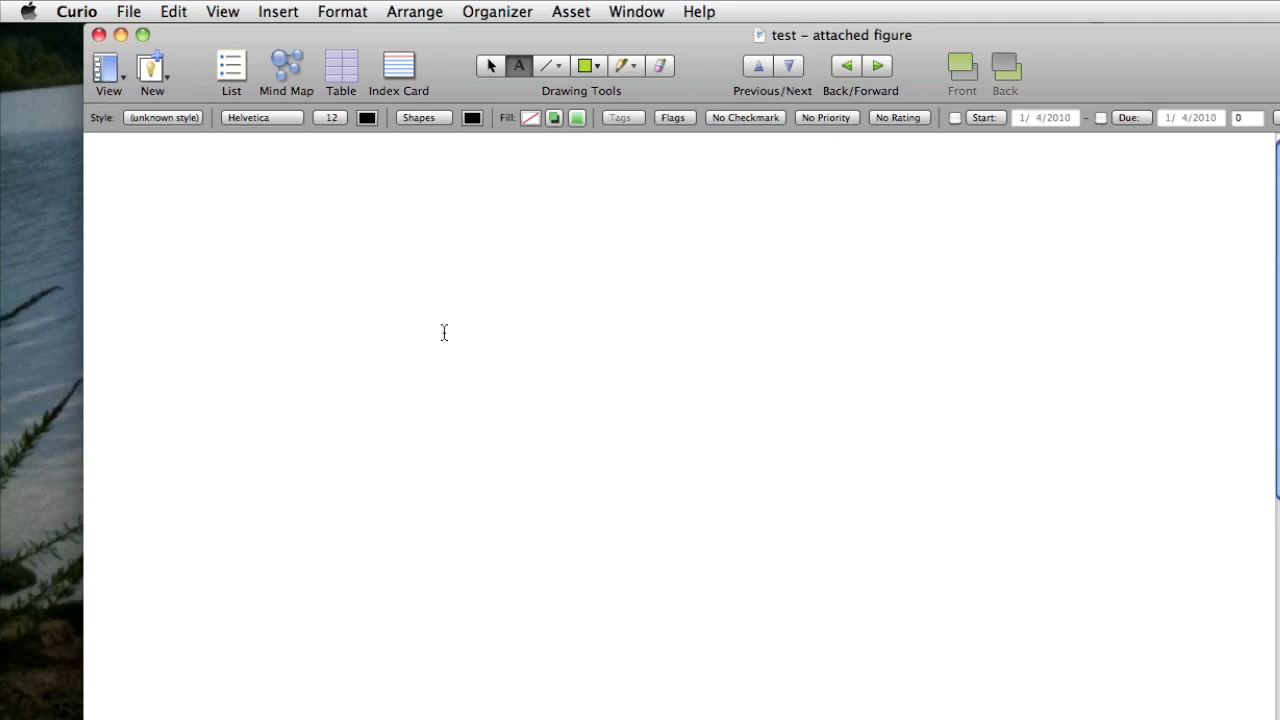 Curio File Edit View Insert Format Arrange Organizer Asset Window Help
test – attached figure
A
View New List Mind Map Table Index Card Drawing Tools Previous/Next Back/Forward Front Back
Style: (unknown style) Helvetica 12 Shapes Fill: Tags Flags No Checkmark No Priority No Rating Start: 1/ 4/2010 – Due: 1/ 4/2010 0